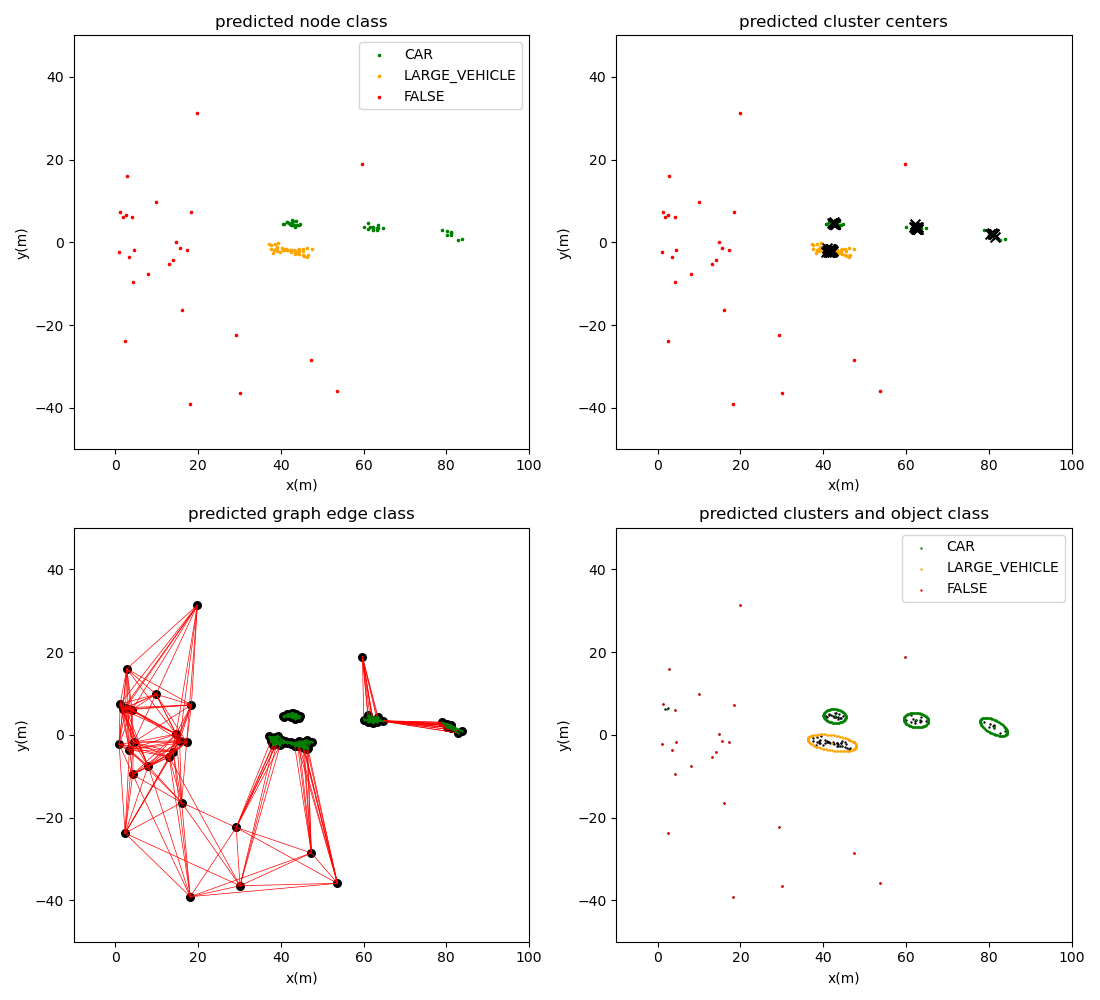 predicted node class
CAR
LARGE_VEHICLE
FALSE
y(m)
40
20
0
−20
−40
0 20 40 60 80 100
x(m)
predicted cluster centers
y(m)
40
20
0
−20
−40
0 20 40 60 80 100
x(m)
predicted graph edge class
y(m)
40
20
0
−20
−40
0 20 40 60 80 100
x(m)
predicted clusters and object class
CAR
LARGE_VEHICLE
FALSE
y(m)
40
20
0
−20
−40
0 20 40 60 80 100
x(m)